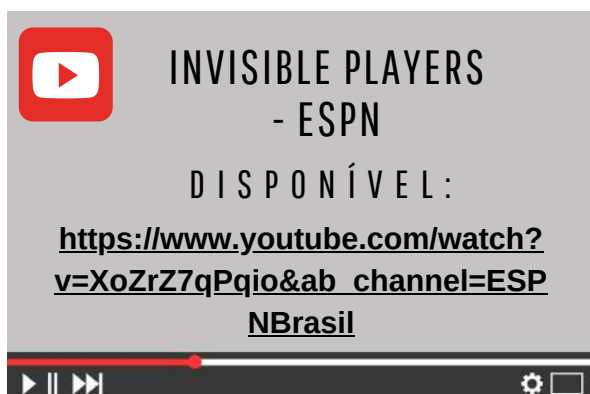 INVISIBLE PLAYERS
- ESPN
DISPONÍVEL:
https://www.youtube.com/watch?
v=XoZrZ7qPqio&ab_channel=ESP
NBrasil